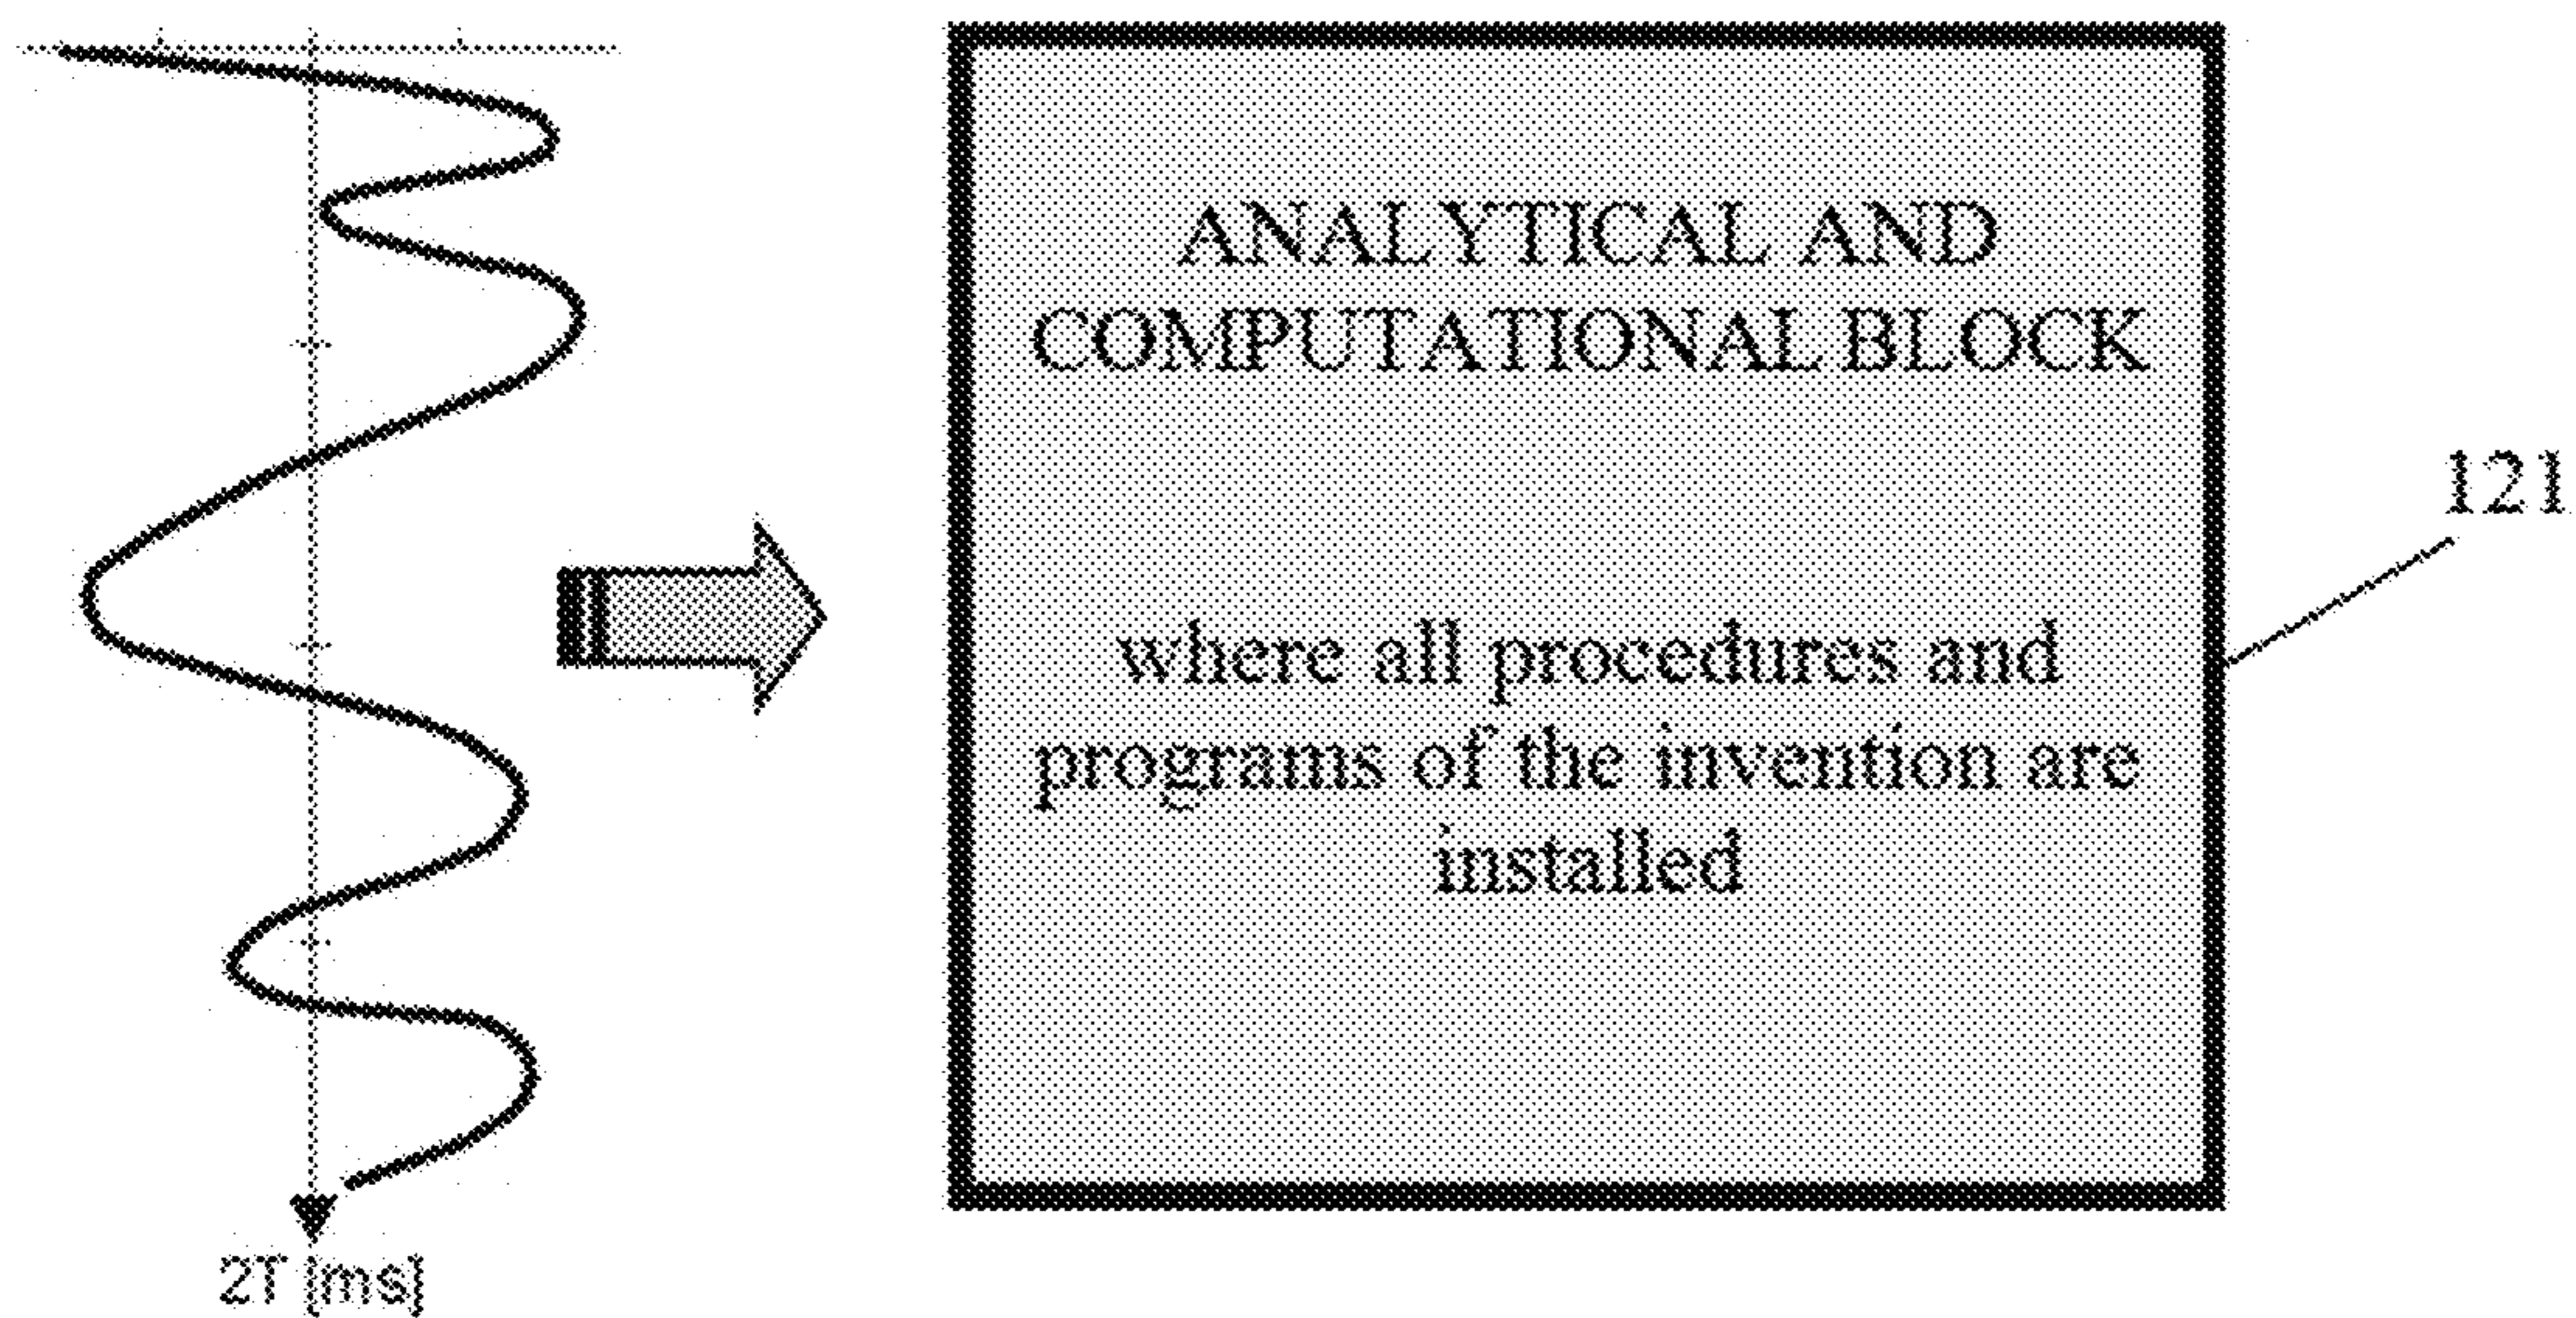 ANALYTICAL AND
COMPUTATIONAL BLOCK
where all procedures and
programs of the invention are
installed
121
2T [ms]